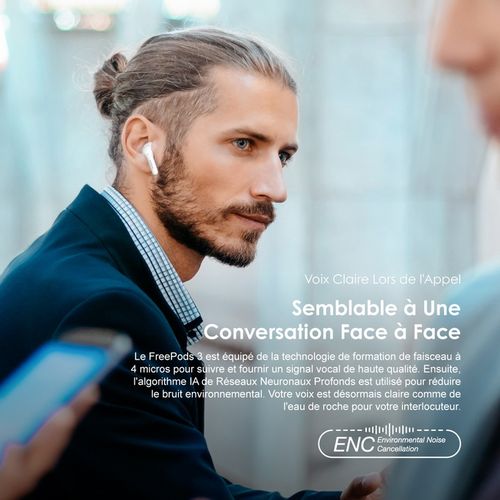 Voix Claire Lors de l'Appel
Semblable à Une
Conversation Face à Face
Le FreePods 3 est équipé de la technologie de formation de faisceau à
4 micros pour suivre et fournir un signal vocal de haute qualité. Ensuite,
l'algorithme IA de Réseaux Neuronaux Profonds est utilisé pour réduire
le bruit environnemental. Votre voix est désormais claire comme de
l'eau de roche pour votre interlocuteur.
ENC Environmental Noise
Cancellation